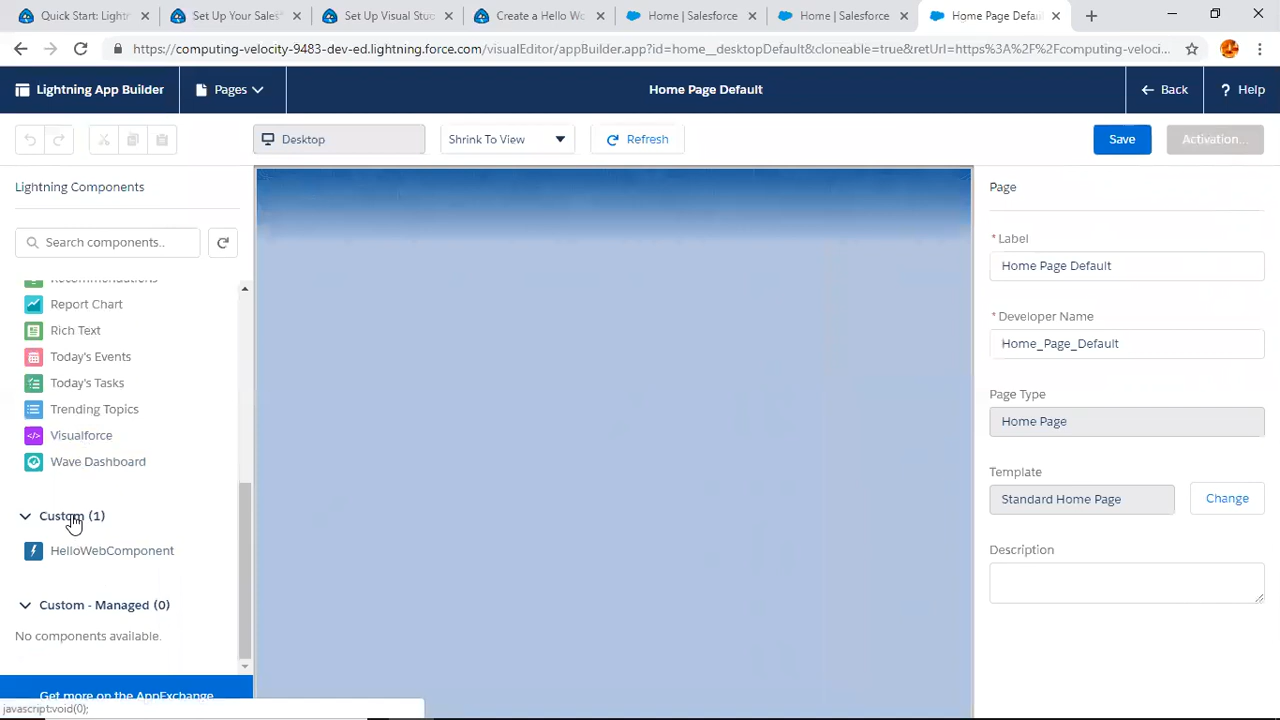 Quick Start: Lightn
Set Up Your Sales
Set Up Visual Stu
Create a Hello Wo
Home | Salesforce
Home | Salesforce
Home Page Defau
https://computing-velocity-9483-dev-ed.lightning.force.com/visualEditor/appBuilder.app?id=home__desktopDefault&cloneable=true&retUrl=https%3A%2F%2Fcomputing-veloci...
Lightning App Builder
Pages
Home Page Default
Back
? Help
Desktop
Shrink To View
Refresh
Save
Activation...
Lightning Components
Search components..
Recommendations
Report Chart
Rich Text
Today's Events
Today's Tasks
Trending Topics
Visualforce
Wave Dashboard
Custom (1)
HelloWebComponent
Custom - Managed (0)
No components available.
Get more on the AppExchange
javascript:void(0);
Page
* Label
Home Page Default
* Developer Name
Home_Page_Default
Page Type
Home Page
Template
Standard Home Page
Change
Description